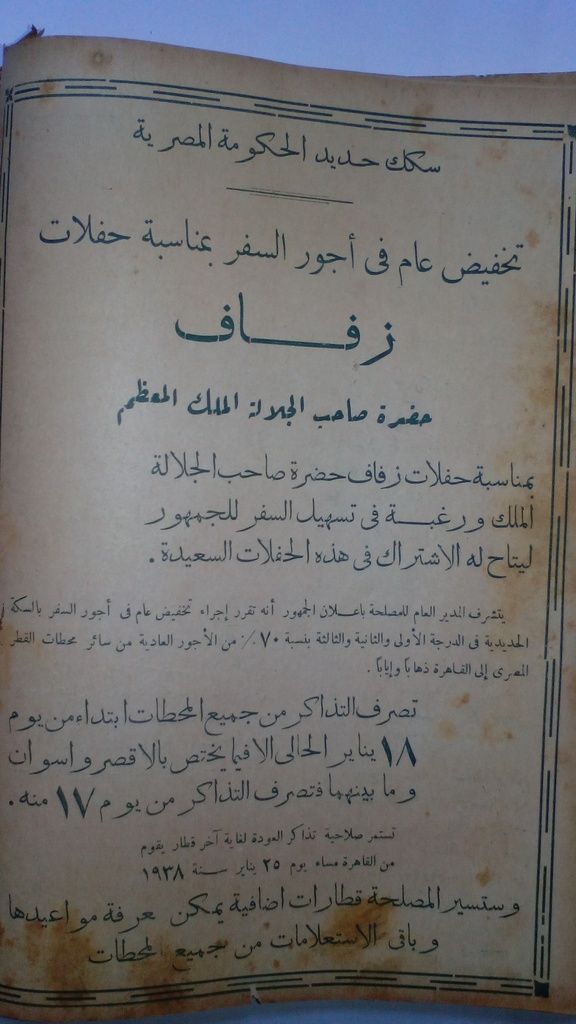 سكك حديد الحكومة المصرية
تخفيض عام فى أجور السفر بمناسبة حفلات
زفــــاف
حضرة صاحب الجلالة الملك المعظم
بمناسبة حفلات زفاف حضرة صاحب الجلالة
الملك ورغبــة فى تسهيل السفر للجمهور
ليتاح له الاشتراك فى هذه الحفلات السعيدة .
يتشرف المدير العام للمصلحة باعــلان الجمهور أنه تقرر إجراء تخفيض عام فى أجور السفر بالسكة
الحديدية فى الدرجة الأولى والثانية والثالثة بنسبة ٧٠ ٪ من الأجور العادية من سائر محطات القطر
المصرى إلى القاهرة ذهابا وإيابا .
تصرف التذاكر من جميع المحطات ابتداء من يوم
١٨ يناير الحالى الا فيما يختص بالاقصر واسوان
وما بينهما فتصرف التذاكر من يوم ١٧ منه .
تستمر صلاحية تذاكر العودة لغاية آخر قطار يقوم
من القاهرة مساء يوم ٢٥ يناير ســنة ١٩٣٨
وستسير المصلحة قطارات اضافية يمكن معرفة مواعيدها
وباقى الاستعلامات من جميع المحطات